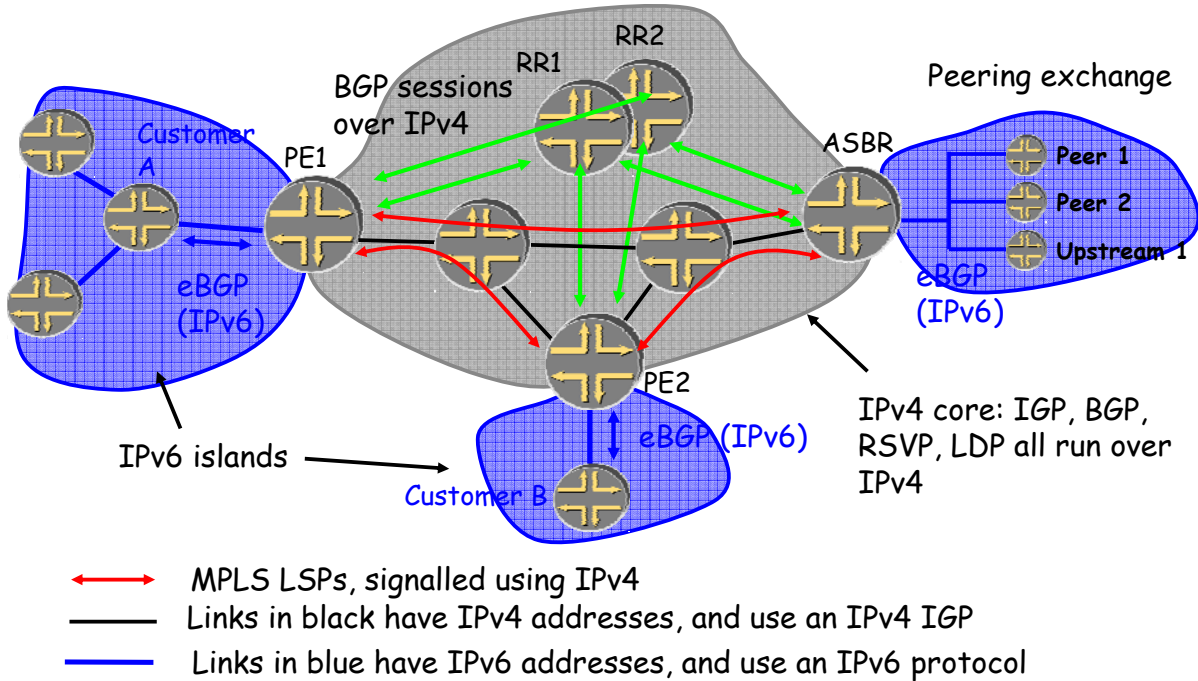 RR2
RR1
BGP sessions
over IPv4
Peering exchange
Customer
A
PE1
ASBR
Peer 1
Peer 2
Upstream 1
eBGP
(IPv6)
eBGP
(IPv6)
PE2
eBGP (IPv6)
IPv6 islands
Customer B
IPv4 core: IGP, BGP,
RSVP, LDP all run over
IPv4
MPLS LSPs, signalled using IPv4
Links in black have IPv4 addresses, and use an IPv4 IGP
Links in blue have IPv6 addresses, and use an IPv6 protocol